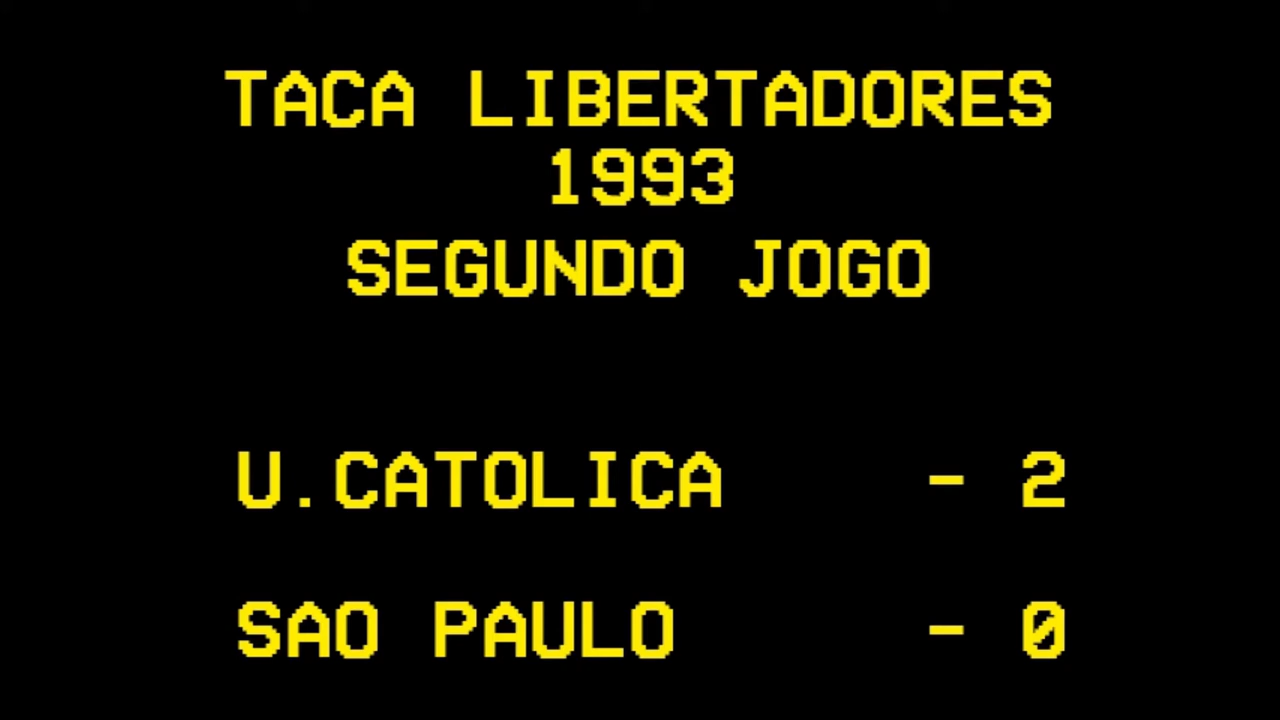 TACA LIBERTADORES
1993
SEGUNDO JOGO
U.CATOLICA - 2
SAO PAULO - 0